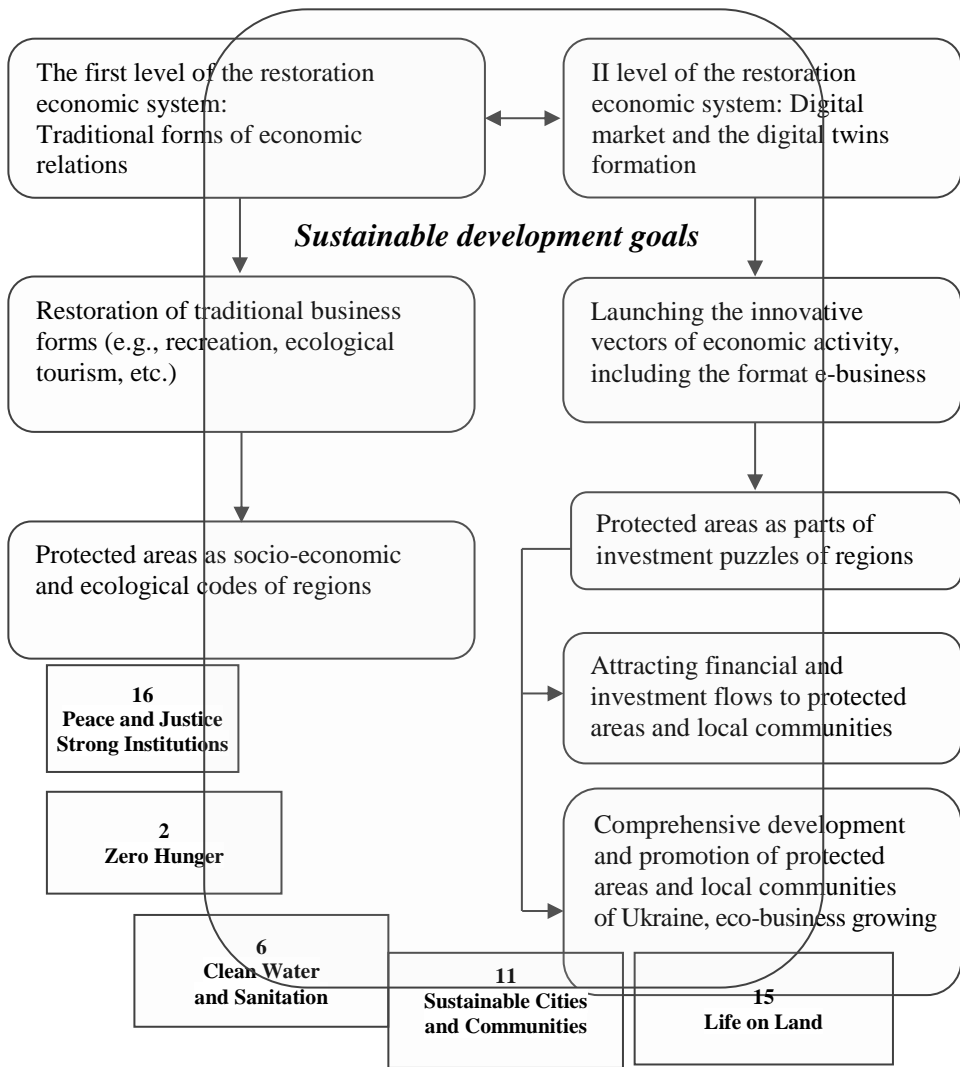 The first level of the restoration
economic system:
Traditional forms of economic
relations
II level of the restoration
economic system: Digital
market and the digital twins
formation
Sustainable development goals
Restoration of traditional business
forms (e.g., recreation, ecological
tourism, etc.)
Launching the innovative
vectors of economic activity,
including the format e-business
Protected areas as socio-economic
and ecological codes of regions
Protected areas as parts of
investment puzzles of regions
Attracting financial and
investment flows to protected
areas and local communities
Comprehensive development
and promotion of protected
areas and local communities
of Ukraine, eco-business growing
16
Peace and Justice
Strong Institutions
2
Zero Hunger
6
Clean Water
and Sanitation
11
Sustainable Cities
and Communities
15
Life on Land